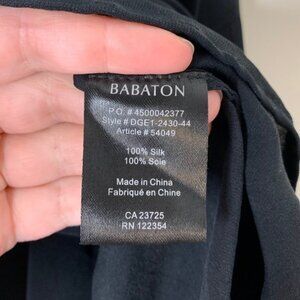 BABATON
P.O. # 4500042377
Style # DGE1-2430-44
Article # 54049
100% Silk
100% Soie
Made in China
Fabriqué en Chine
CA 23725
RN 122354